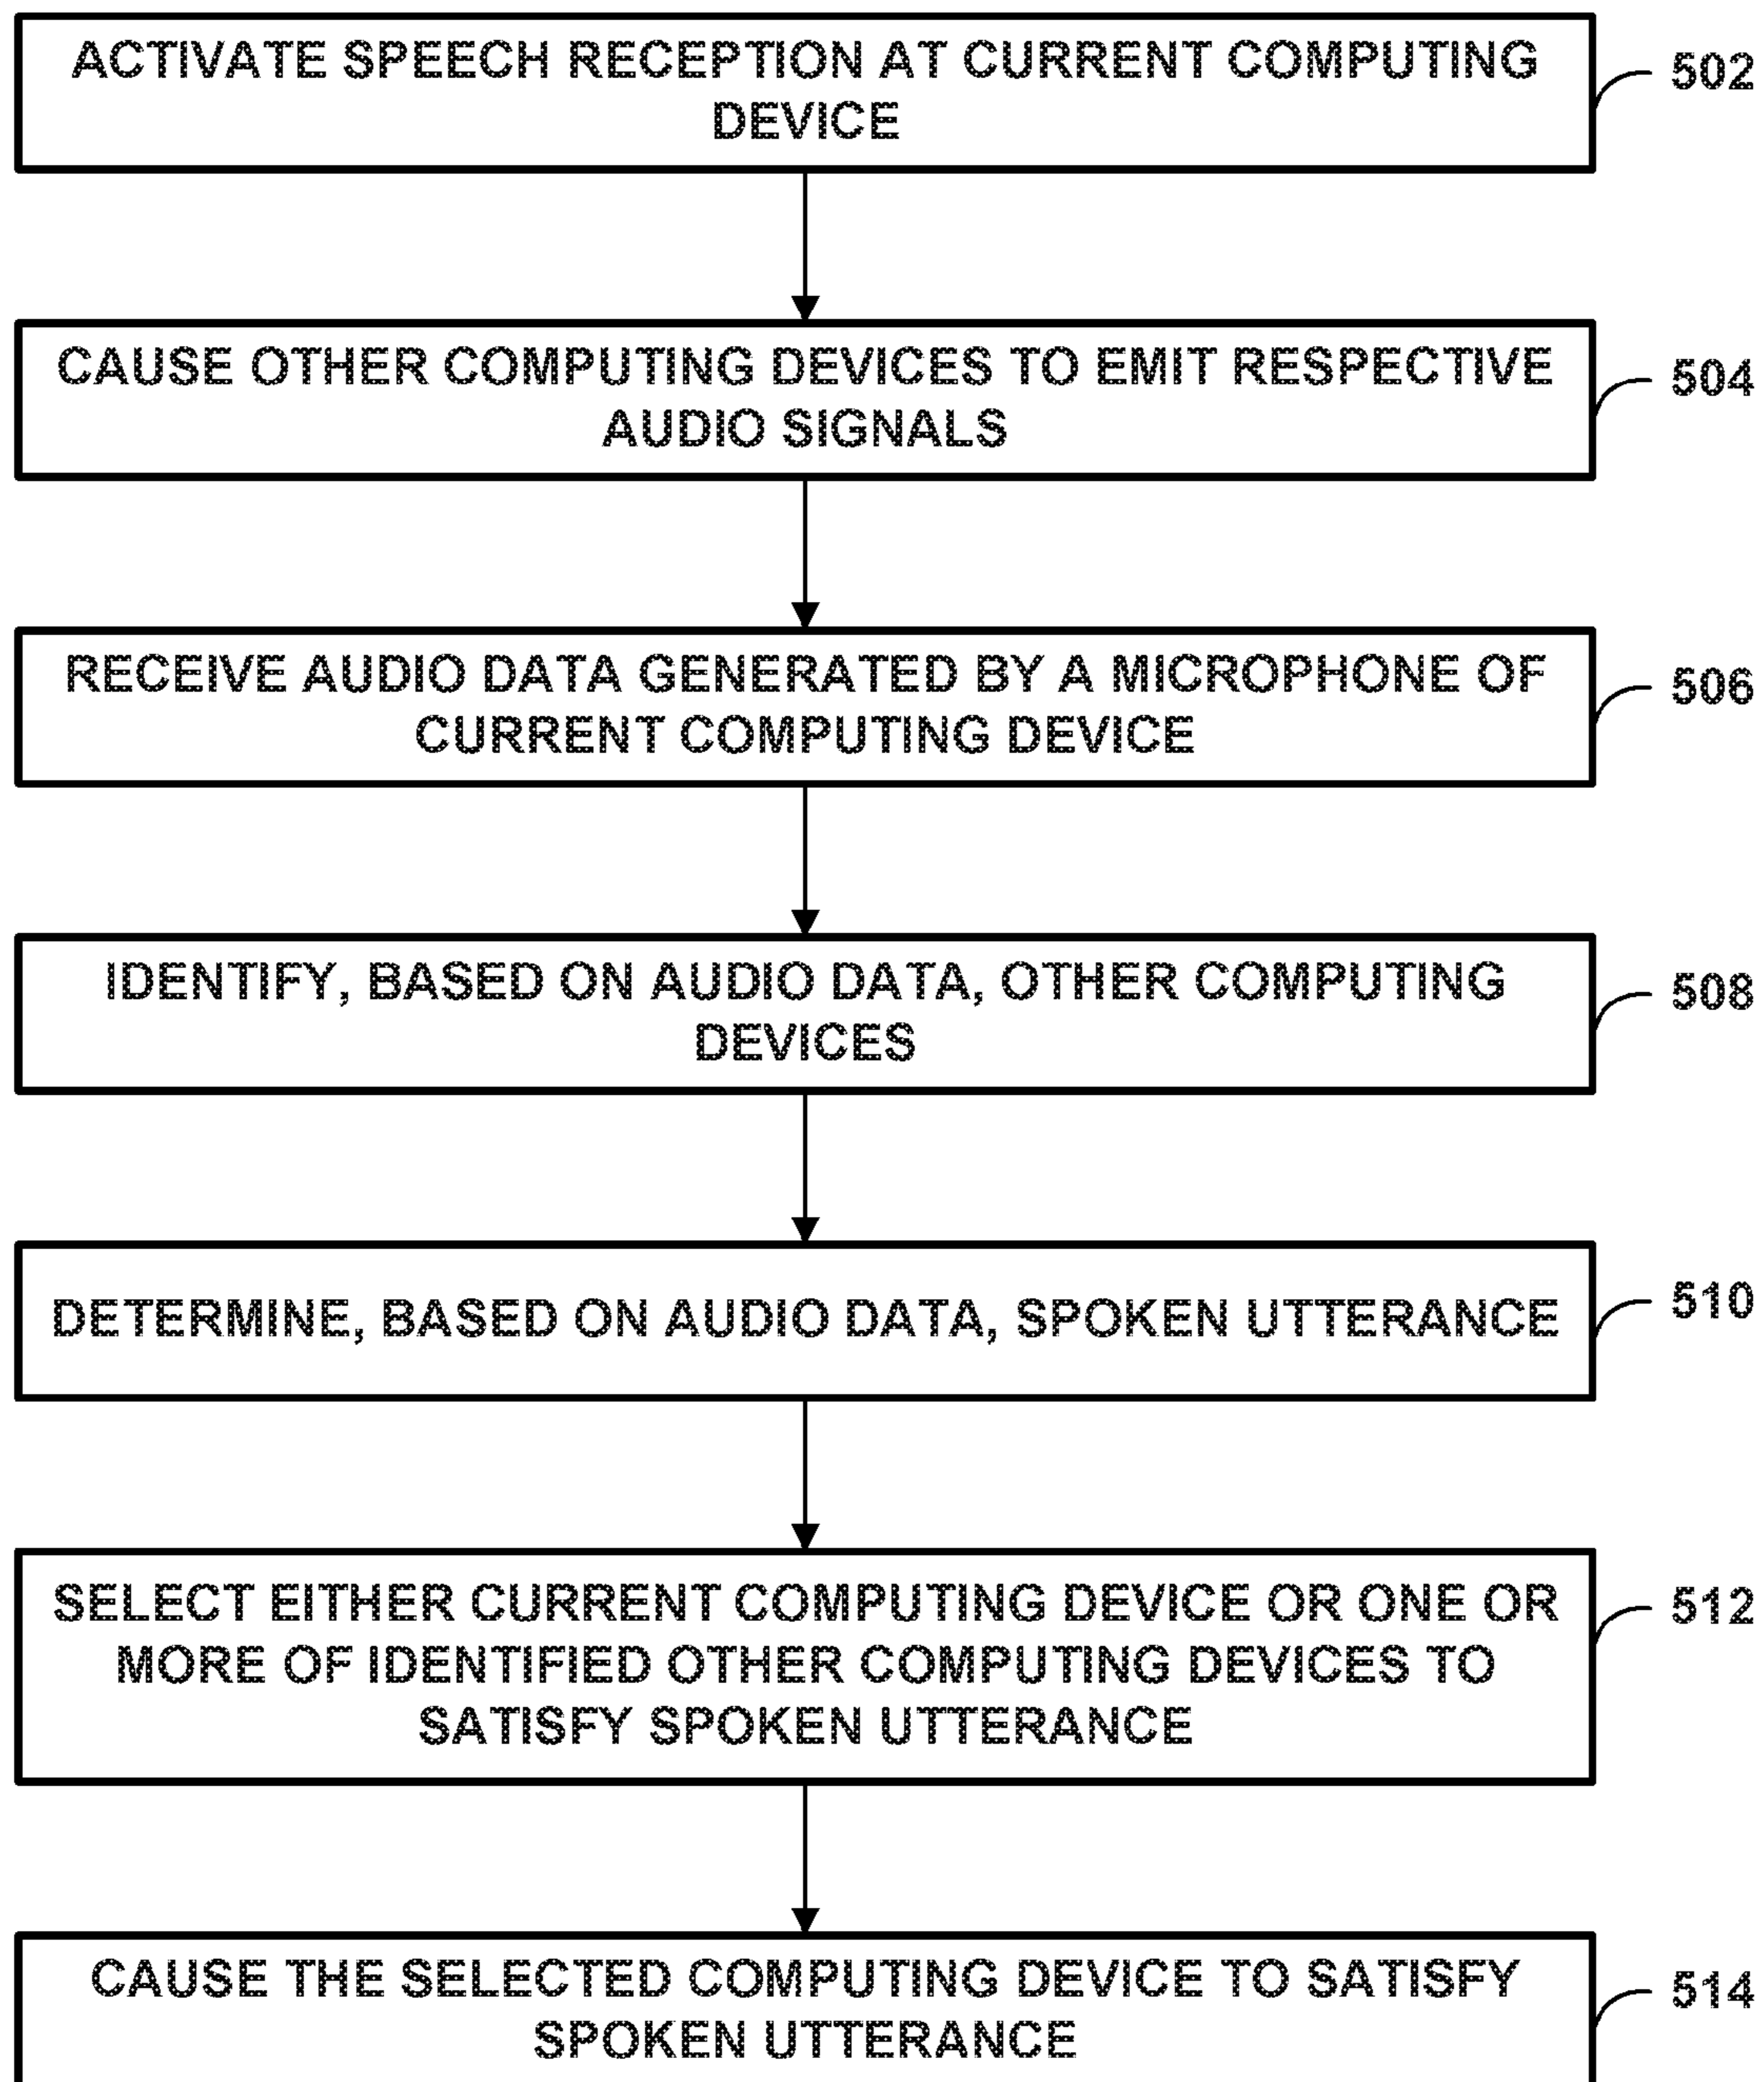 ACTIVATE SPEECH RECEPTION AT CURRENT COMPUTING
DEVICE
502
CAUSE OTHER COMPUTING DEVICES TO EMIT RESPECTIVE
AUDIO SIGNALS
504
RECEIVE AUDIO DATA GENERATED BY A MICROPHONE OF
CURRENT COMPUTING DEVICE
506
IDENTIFY, BASED ON AUDIO DATA, OTHER COMPUTING
DEVICES
508
DETERMINE, BASED ON AUDIO DATA, SPOKEN UTTERANCE
510
SELECT EITHER CURRENT COMPUTING DEVICE OR ONE OR
MORE OF IDENTIFIED OTHER COMPUTING DEVICES TO
SATISFY SPOKEN UTTERANCE
512
CAUSE THE SELECTED COMPUTING DEVICE TO SATISFY
SPOKEN UTTERANCE
514